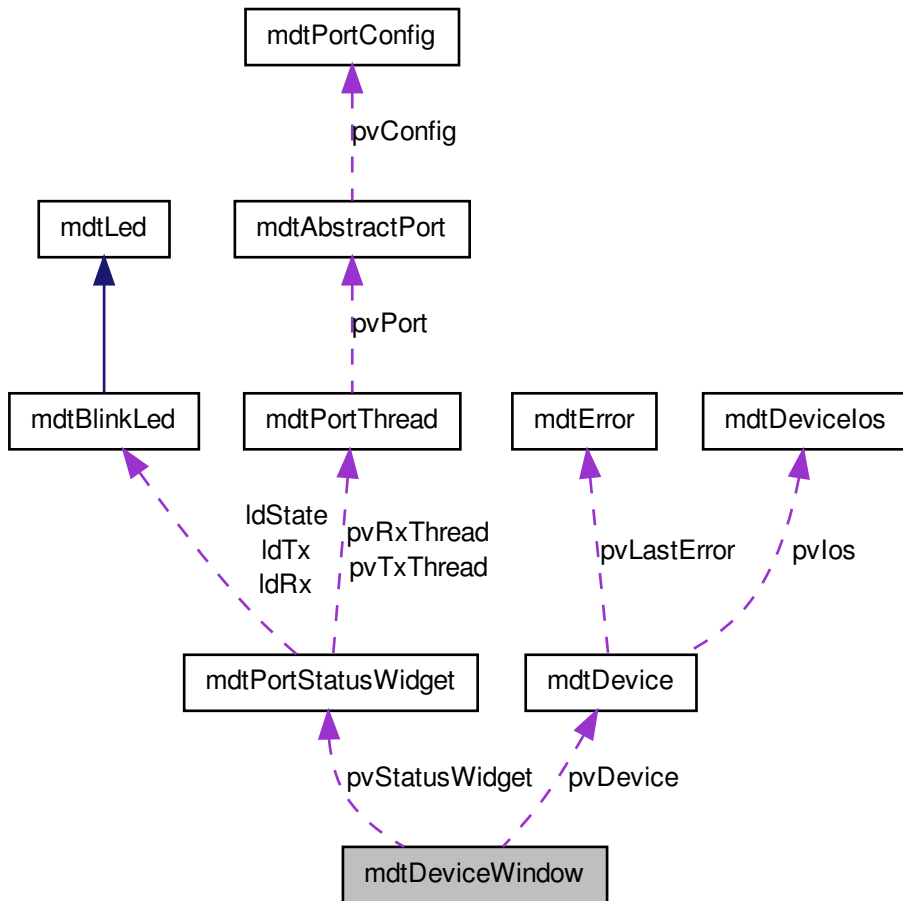 mdtPortConfig
pvConfig
mdtLed
mdtAbstractPort
pvPort
mdtBlinkLed
mdtPortThread
mdtError
mdtDeviceIos
ldState
ldTx
ldRx
pvRxThread
pvTxThread
pvLastError
pvIos
mdtPortStatusWidget
mdtDevice
pvStatusWidget
pvDevice
mdtDeviceWindow